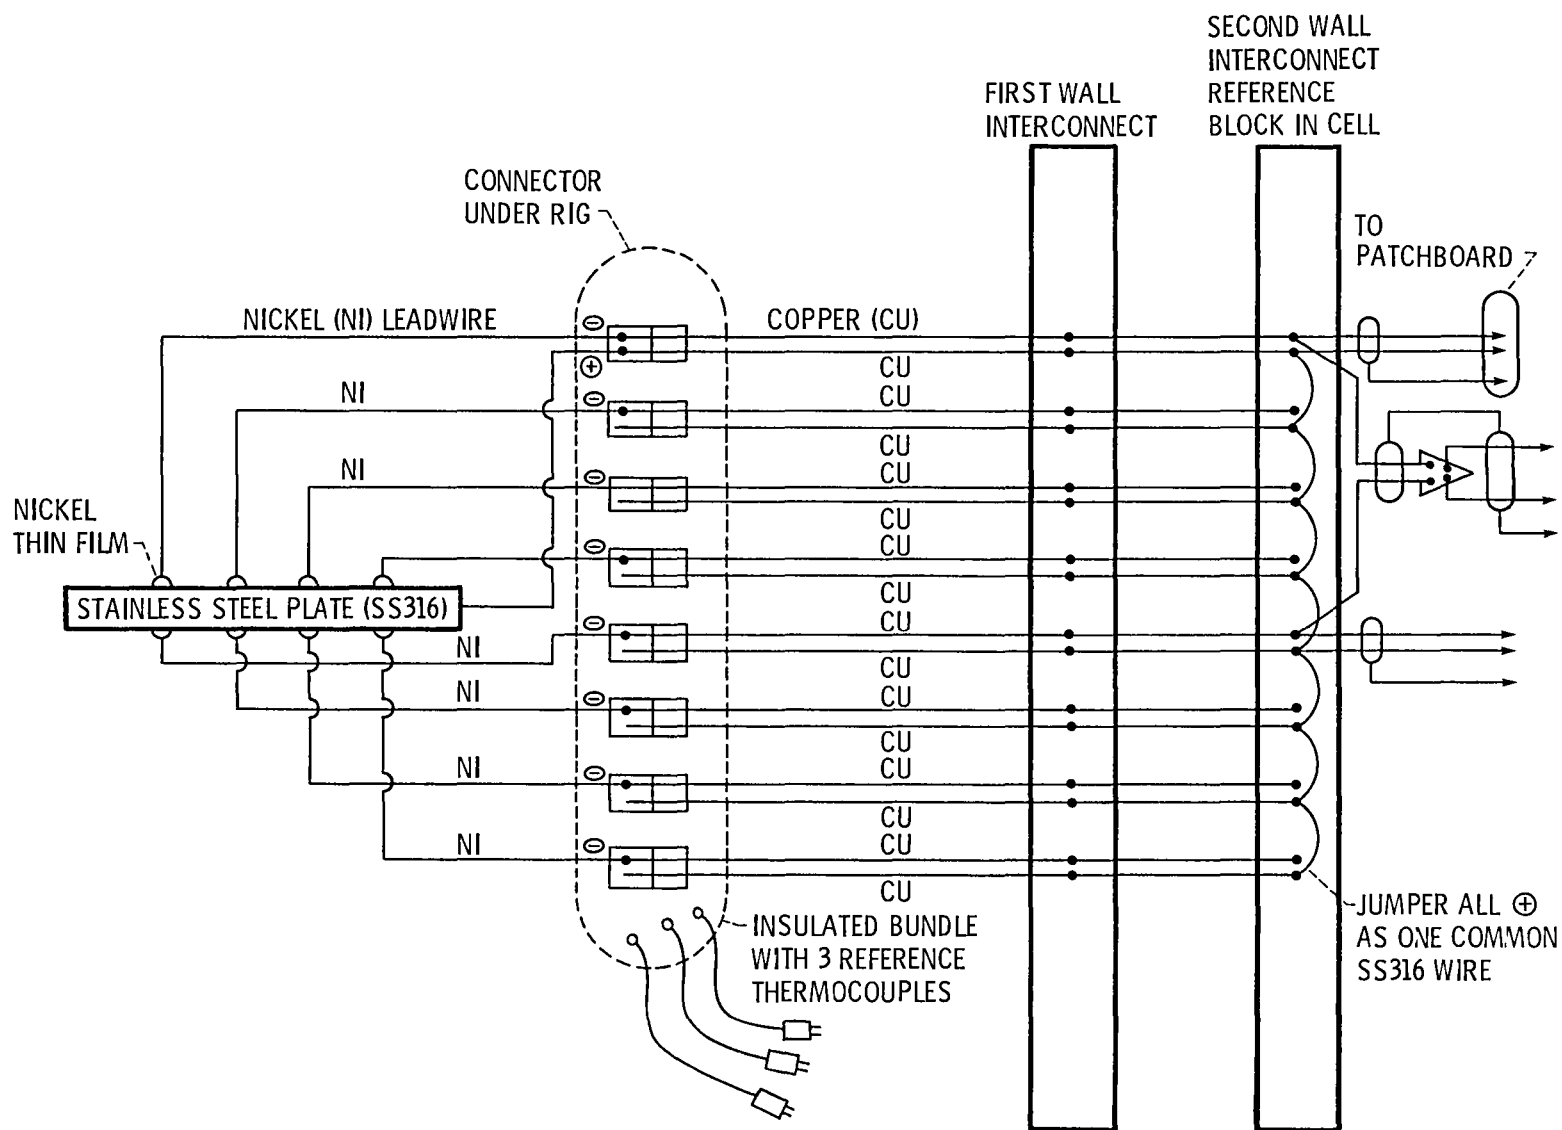 SECOND WALL
INTERCONNECT
REFERENCE
BLOCK IN CELL
FIRST WALL
INTERCONNECT
CONNECTOR
UNDER RIG
TO
PATCHBOARD
NICKEL (NI) LEADWIRE
⊖
COPPER (CU)
⊕
CU
NI
⊖
CU
CU
NI
⊖
CU
CU
NICKEL
THIN FILM
⊖
CU
CU
STAINLESS STEEL PLATE (SS316)
⊖
CU
NI
CU
NI
⊖
CU
CU
NI
⊖
CU
CU
NI
⊖
CU
CU
JUMPER ALL ⊕
AS ONE COMMON
SS316 WIRE
INSULATED BUNDLE
WITH 3 REFERENCE
THERMOCOUPLES